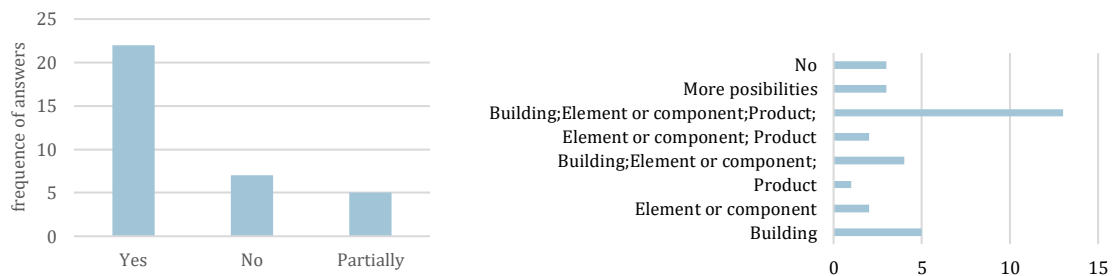 frequence of answers
25
20
15
10
5
0
Yes
No
Partially
No
More posibilities
Building;Element or component;Product;
Element or component; Product
Building;Element or component;
Product
Element or component
Building
0
5
10
15